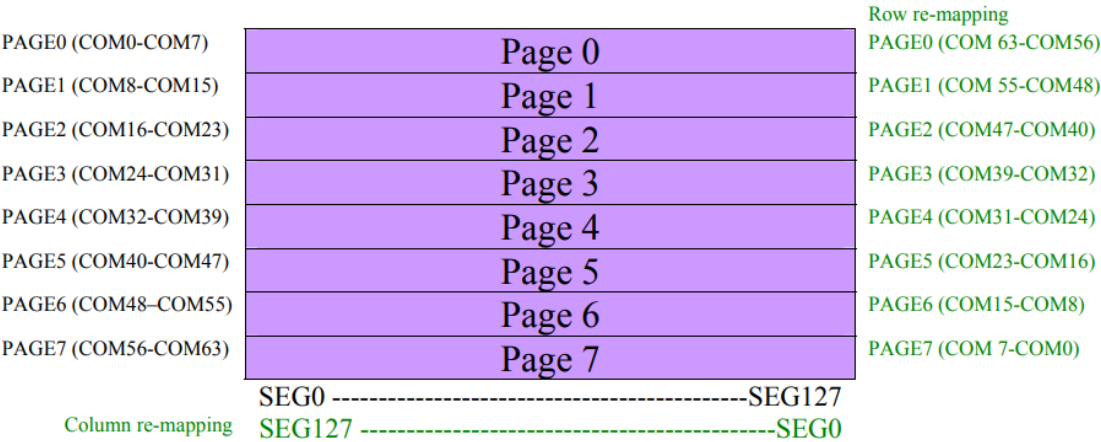 Row re-mapping
PAGE0 (COM0-COM7) Page 0 PAGE0 (COM 63-COM56)
PAGE1 (COM8-COM15) Page 1 PAGE1 (COM 55-COM48)
PAGE2 (COM16-COM23) Page 2 PAGE2 (COM47-COM40)
PAGE3 (COM24-COM31) Page 3 PAGE3 (COM39-COM32)
PAGE4 (COM32-COM39) Page 4 PAGE4 (COM31-COM24)
PAGE5 (COM40-COM47) Page 5 PAGE5 (COM23-COM16)
PAGE6 (COM48–COM55) Page 6 PAGE6 (COM15-COM8)
PAGE7 (COM56-COM63) Page 7 PAGE7 (COM 7-COM0)
SEG0 ---------------------------------------------SEG127
Column re-mapping SEG127 ---------------------------------------------SEG0